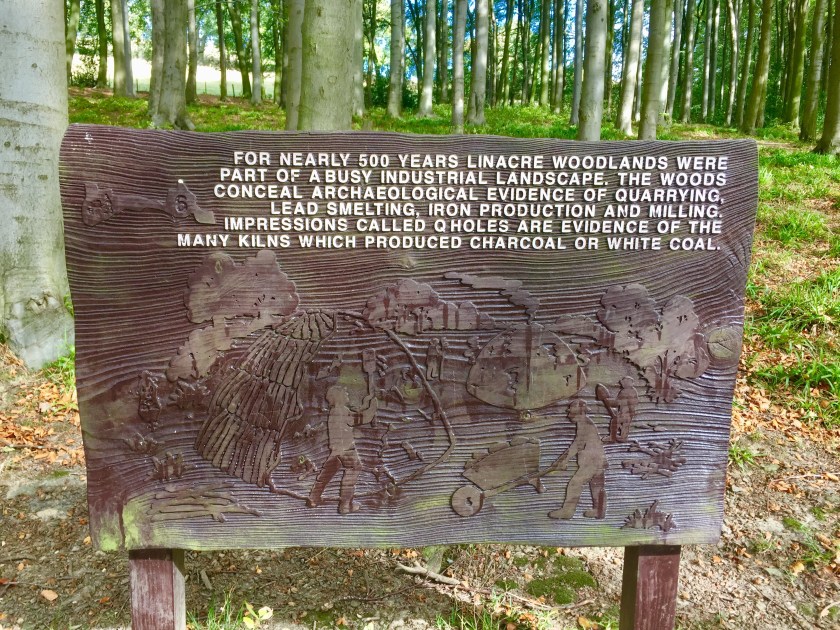 FOR NEARLY 500 YEARS LINACRE WOODLANDS WERE
PART OF A BUSY INDUSTRIAL LANDSCAPE. THE WOODS
CONCEAL ARCHAEOLOGICAL EVIDENCE OF QUARRYING,
LEAD SMELTING, IRON PRODUCTION AND MILLING.
IMPRESSIONS CALLED Q HOLES ARE EVIDENCE OF THE
MANY KILNS WHICH PRODUCED CHARCOAL OR WHITE COAL.